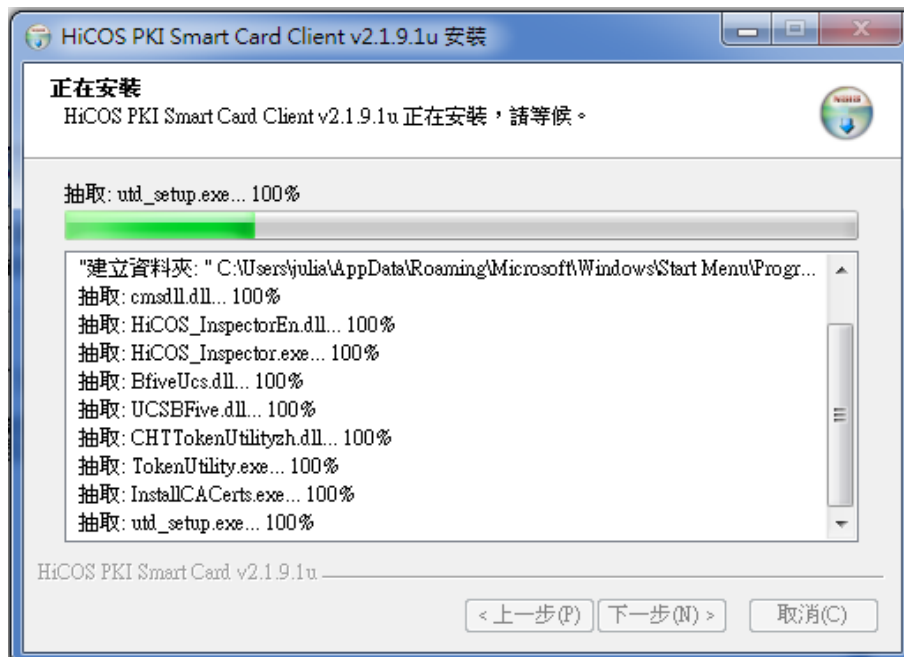 HiCOS PKI Smart Card Client v2.1.9.1u 安裝
正在安裝
HiCOS PKI Smart Card Client v2.1.9.1u 正在安裝，請等候。
抽取: utd_setup.exe... 100%
"建立資料夾: " C:\Users\julia\AppData\Roaming\Microsoft\Windows\Start Menu\Progr...
抽取: cmsdll.dll... 100%
抽取: HiCOS_InspectorEn.dll... 100%
抽取: HiCOS_Inspector.exe... 100%
抽取: BfiveUcs.dll... 100%
抽取: UCSBFive.dll... 100%
抽取: CHTTokenUtilityzh.dll... 100%
抽取: TokenUtility.exe... 100%
抽取: InstallCACerts.exe... 100%
抽取: utd_setup.exe... 100%
HiCOS PKI Smart Card v2.1.9.1u
< 上一步(P) 下一步(N) > 取消(C)